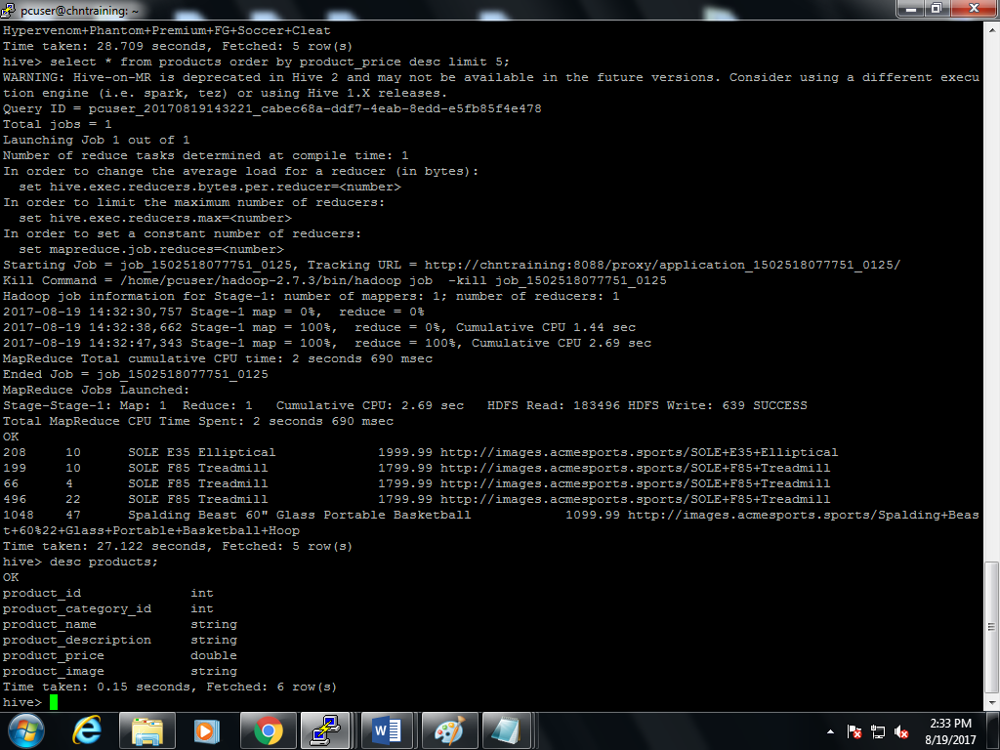 pcuser@chntraining: ~
Hypervenom+Phantom+Premium+FG+Soccer+Cleat
Time taken: 28.709 seconds, Fetched: 5 row(s)
hive> select * from products order by product_price desc limit 5;
WARNING: Hive-on-MR is deprecated in Hive 2 and may not be available in the future versions. Consider using a different execu
tion engine (i.e. spark, tez) or using Hive 1.X releases.
Query ID = pcuser_20170819143221_cabec68a-ddf7-4eab-8edd-e5fb85f4e478
Total jobs = 1
Launching Job 1 out of 1
Number of reduce tasks determined at compile time: 1
In order to change the average load for a reducer (in bytes):
  set hive.exec.reducers.bytes.per.reducer=<number>
In order to limit the maximum number of reducers:
  set hive.exec.reducers.max=<number>
In order to set a constant number of reducers:
  set mapreduce.job.reduces=<number>
Starting Job = job_1502518077751_0125, Tracking URL = http://chntraining:8088/proxy/application_1502518077751_0125/
Kill Command = /home/pcuser/hadoop-2.7.3/bin/hadoop job  -kill job_1502518077751_0125
Hadoop job information for Stage-1: number of mappers: 1; number of reducers: 1
2017-08-19 14:32:30,757 Stage-1 map = 0%,  reduce = 0%
2017-08-19 14:32:38,662 Stage-1 map = 100%,  reduce = 0%, Cumulative CPU 1.44 sec
2017-08-19 14:32:47,343 Stage-1 map = 100%,  reduce = 100%, Cumulative CPU 2.69 sec
MapReduce Total cumulative CPU time: 2 seconds 690 msec
Ended Job = job_1502518077751_0125
MapReduce Jobs Launched:
Stage-Stage-1: Map: 1  Reduce: 1   Cumulative CPU: 2.69 sec   HDFS Read: 183496 HDFS Write: 639 SUCCESS
Total MapReduce CPU Time Spent: 2 seconds 690 msec
OK
208     10      SOLE E35 Elliptical             1999.99 http://images.acmesports.sports/SOLE+E35+Elliptical
199     10      SOLE F85 Treadmill              1799.99 http://images.acmesports.sports/SOLE+F85+Treadmill
66      4       SOLE F85 Treadmill              1799.99 http://images.acmesports.sports/SOLE+F85+Treadmill
496     22      SOLE F85 Treadmill              1799.99 http://images.acmesports.sports/SOLE+F85+Treadmill
1048    47      Spalding Beast 60" Glass Portable Basketball            1099.99 http://images.acmesports.sports/Spalding+Beas
t+60%22+Glass+Portable+Basketball+Hoop
Time taken: 27.122 seconds, Fetched: 5 row(s)
hive> desc products;
OK
product_id              int
product_category_id     int
product_name            string
product_description     string
product_price           double
product_image           string
Time taken: 0.15 seconds, Fetched: 6 row(s)
hive>
2:33 PM
8/19/2017